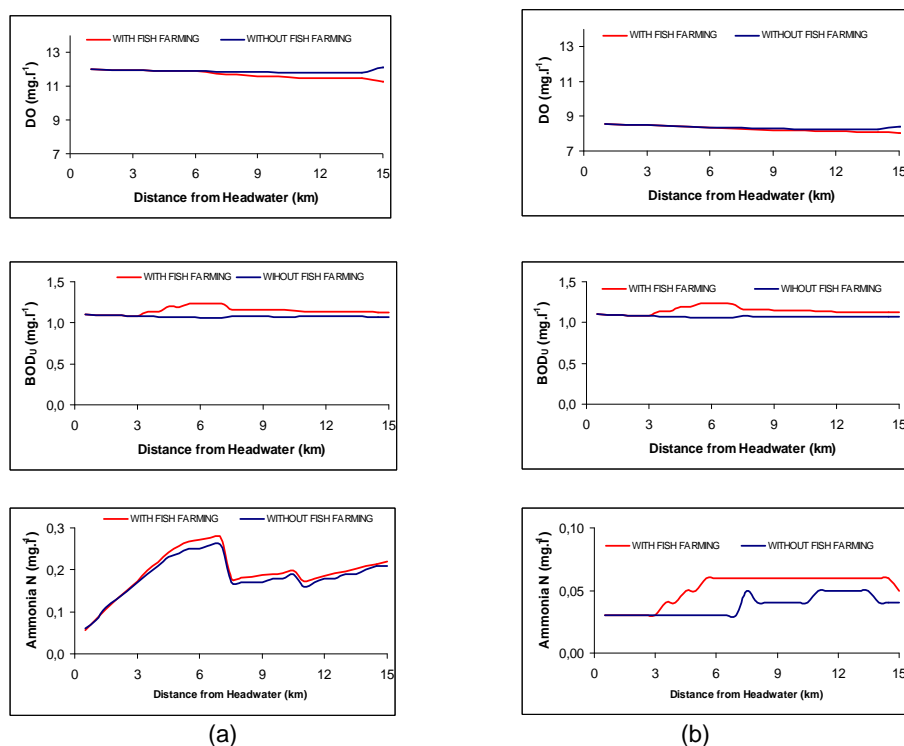 WITH FISH FARMING WITHOUT FISH FARMING
DO (mg.l⁻¹)
13
11
9
7
0 3 6 9 12 15
Distance from Headwater (km)
WITH FISH FARMING WITHOUT FISH FARMING
DO (mg.l⁻¹)
13
11
9
7
0 3 6 9 12 15
Distance from Headwater (km)
WITH FISH FARMING WIHOUT FISH FARMING
BODU (mg.l⁻¹)
1,5
1,0
0,5
0,0
0 3 6 9 12 15
Distance from Headwater (km)
WITH FISH FARMING WIHOUT FISH FARMING
BODU (mg.l⁻¹)
1,5
1,0
0,5
0,0
0 3 6 9 12 15
Distance from Headwater (km)
WITH FISH FARMING WITHOUT FISH FARMING
Ammonia N (mg.l⁻¹)
0,3
0,2
0,1
0,0
0 3 6 9 12 15
Distance from Headwater (km)
WITH FISH FARMING WITHOUT FISH FARMING
Ammonia N (mg.l⁻¹)
0,10
0,05
0,00
0 3 6 9 12 15
Distance from Headwater (km)
(a) (b)